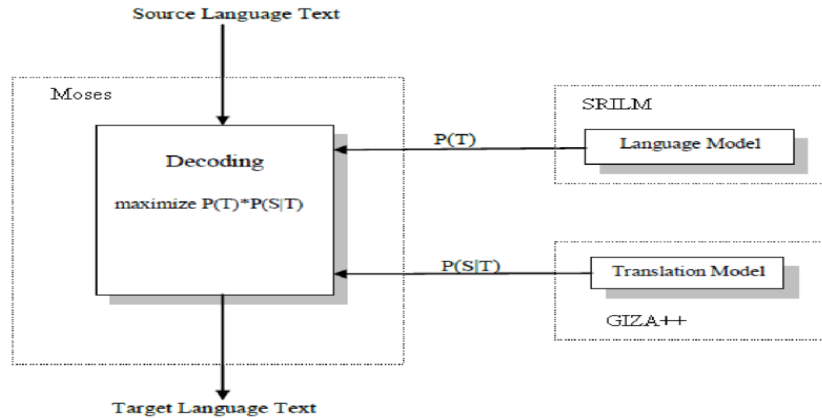 Source Language Text
Moses
SRILM
P(T)
Language Model
Decoding
maximize P(T)*P(S|T)
P(S|T)
Translation Model
GIZA++
Target Language Text